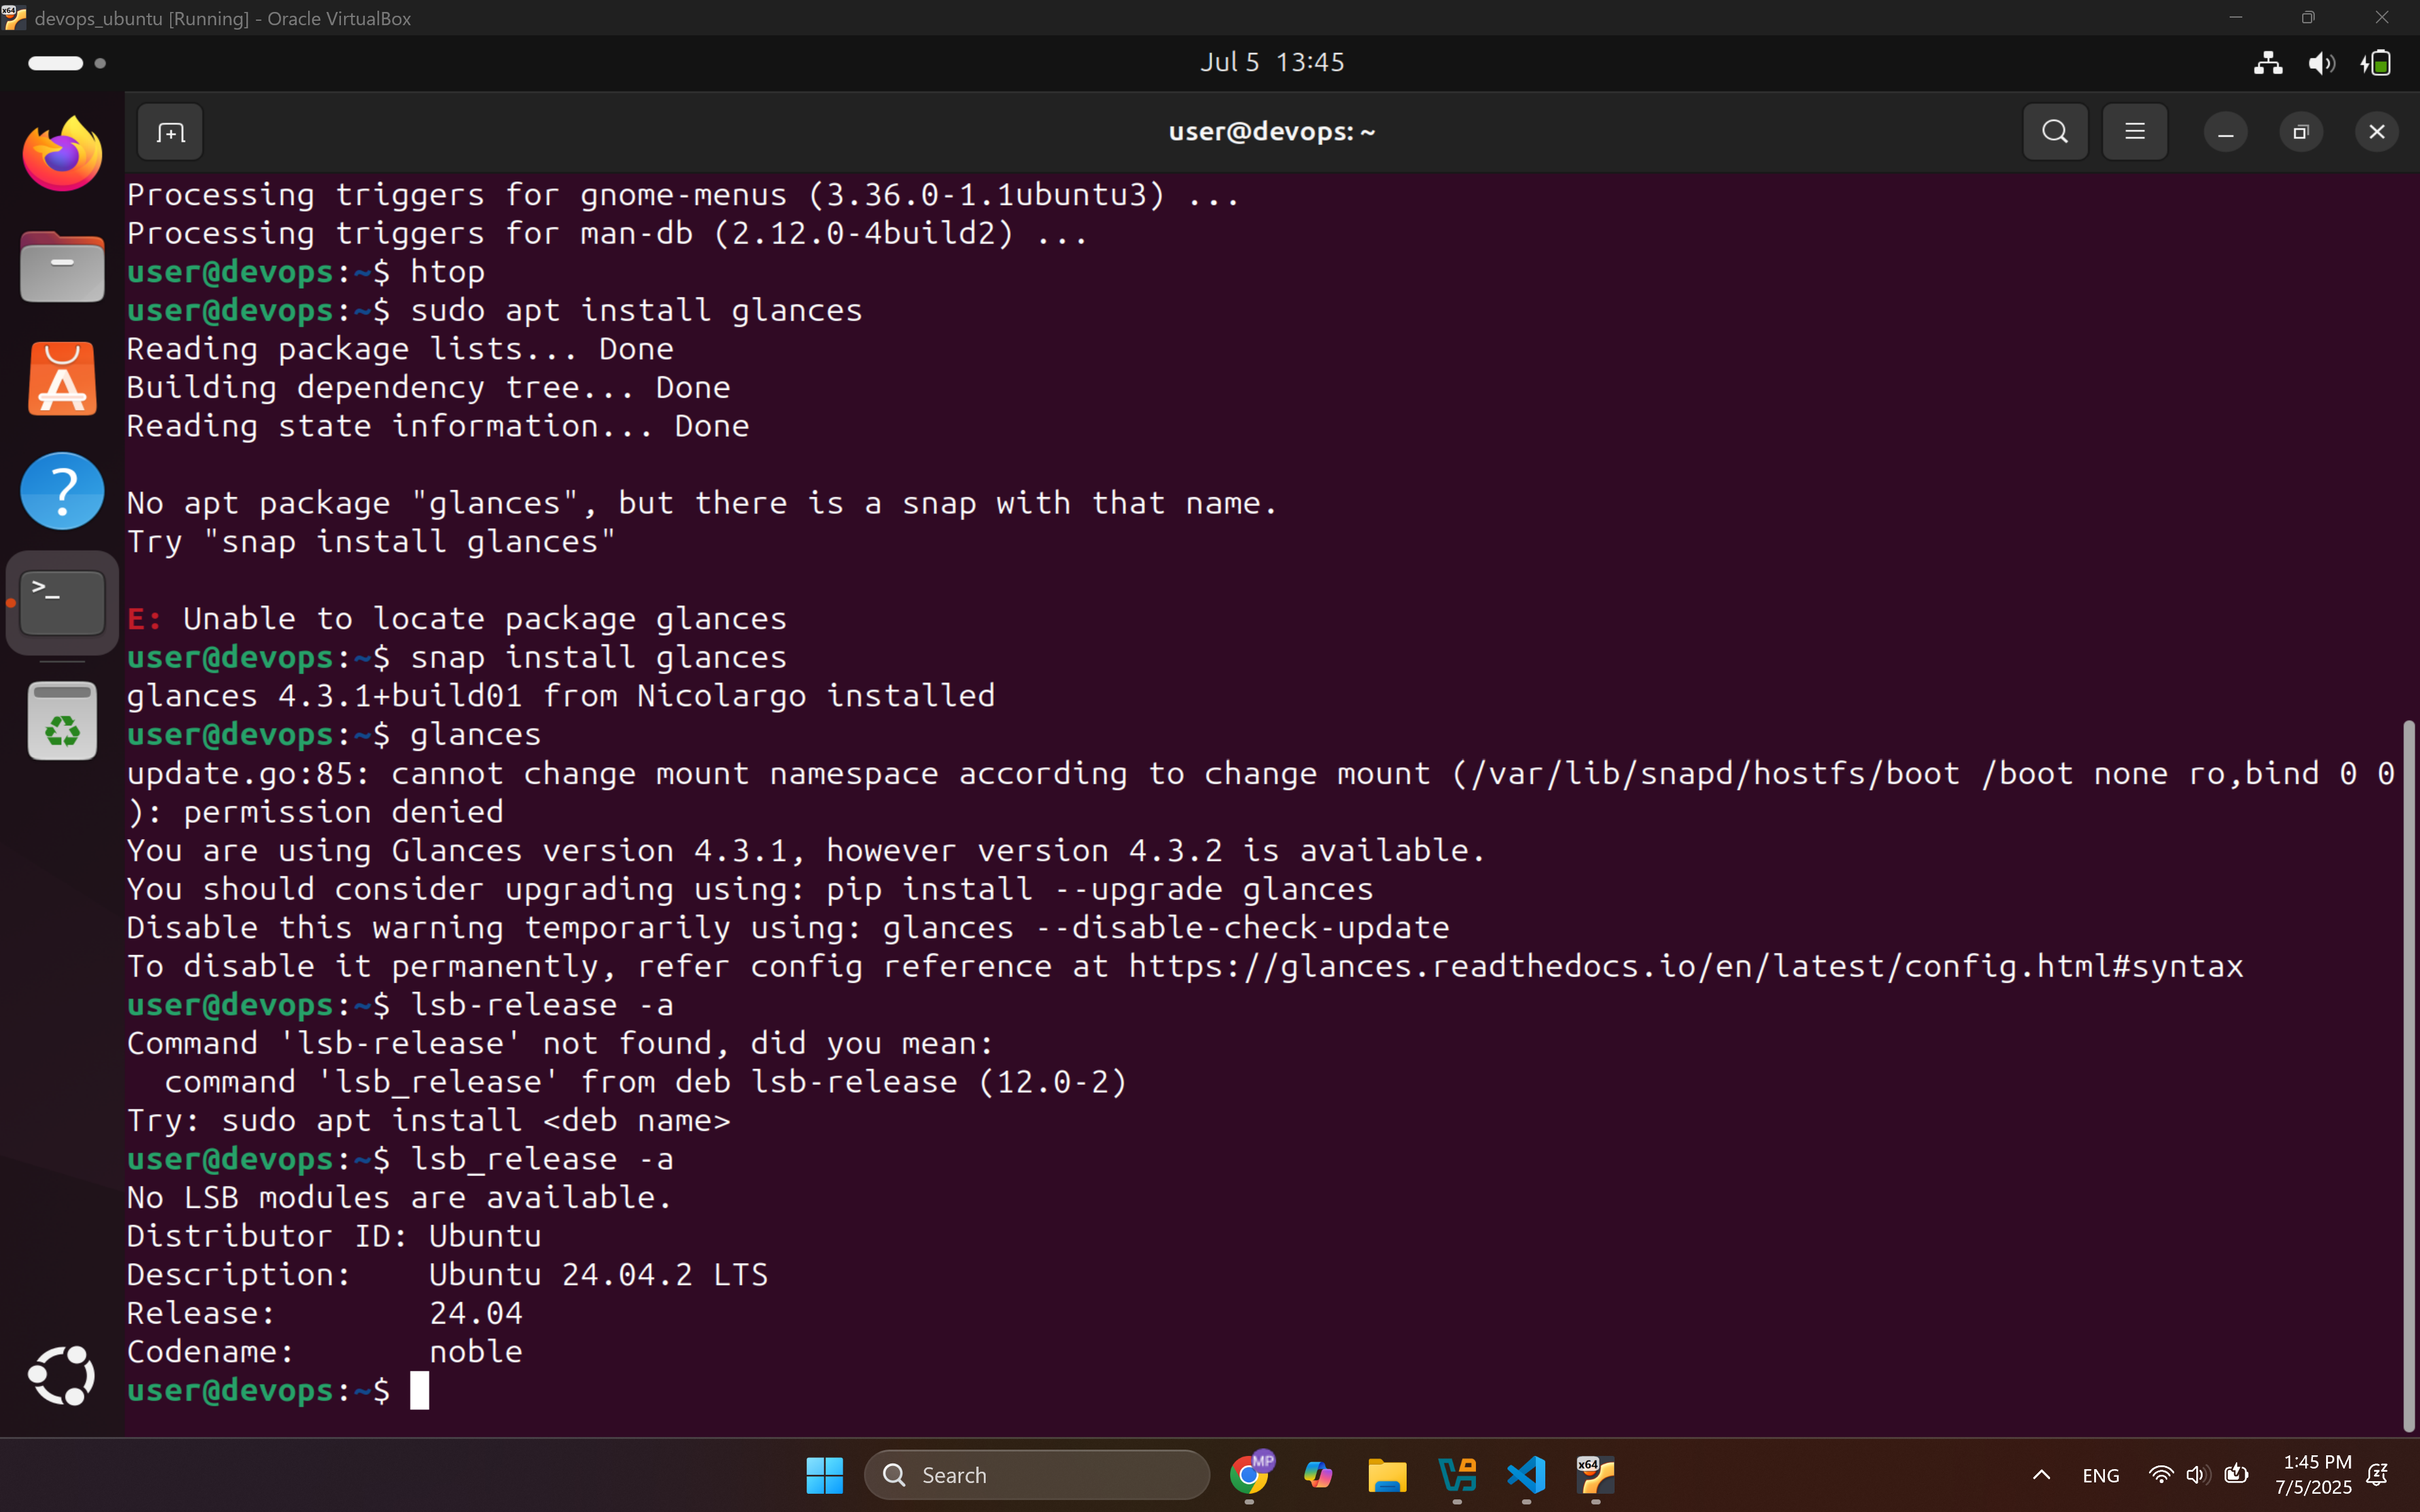 devops_ubuntu [Running] - Oracle VirtualBox
Jul 5 13:45
user@devops: ~
Processing triggers for gnome-menus (3.36.0-1.1ubuntu3) ...
Processing triggers for man-db (2.12.0-4build2) ...
user@devops:~$ htop
user@devops:~$ sudo apt install glances
Reading package lists... Done
Building dependency tree... Done
Reading state information... Done
No apt package "glances", but there is a snap with that name.
Try "snap install glances"
E: Unable to locate package glances
user@devops:~$ snap install glances
glances 4.3.1+build01 from Nicolargo installed
user@devops:~$ glances
update.go:85: cannot change mount namespace according to change mount (/var/lib/snapd/hostfs/boot /boot none ro,bind 0 0
): permission denied
You are using Glances version 4.3.1, however version 4.3.2 is available.
You should consider upgrading using: pip install --upgrade glances
Disable this warning temporarily using: glances --disable-check-update
To disable it permanently, refer config reference at https://glances.readthedocs.io/en/latest/config.html#syntax
user@devops:~$ lsb-release -a
Command 'lsb-release' not found, did you mean:
  command 'lsb_release' from deb lsb-release (12.0-2)
Try: sudo apt install <deb name>
user@devops:~$ lsb_release -a
No LSB modules are available.
Distributor ID: Ubuntu
Description:    Ubuntu 24.04.2 LTS
Release:        24.04
Codename:       noble
user@devops:~$
Search
MP
x64
ENG
1:45 PM
7/5/2025